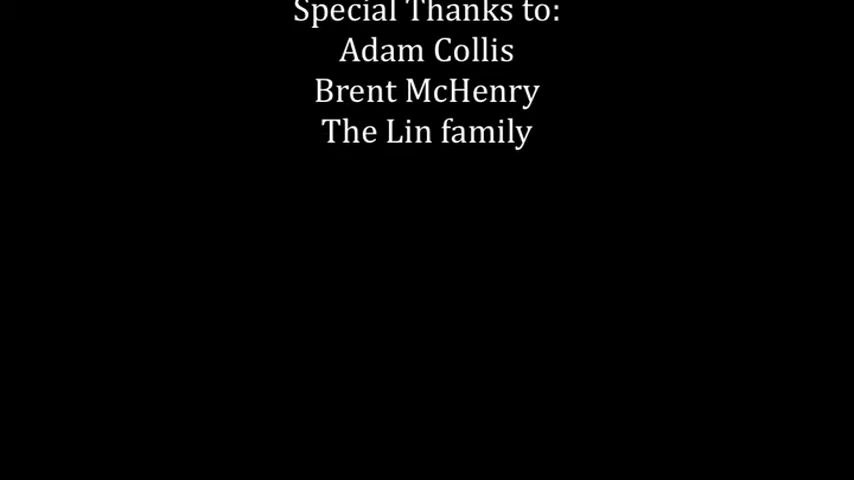 Special Thanks to:
Adam Collis
Brent McHenry
The Lin family